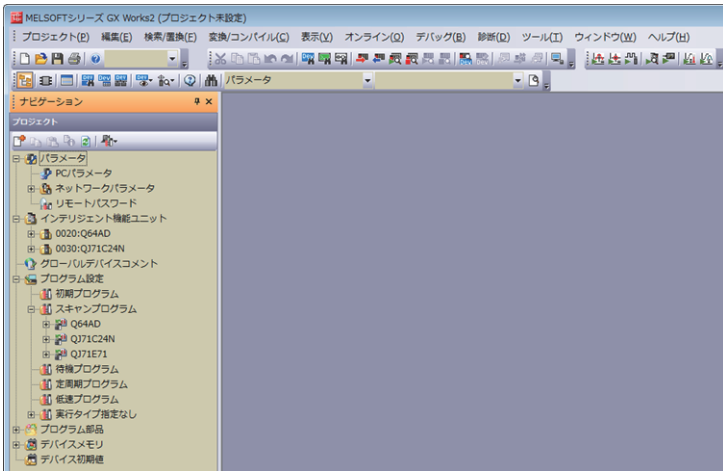 MELSOFTシリーズ GX Works2 (プロジェクト未設定)
プロジェクト(P) 編集(E) 検索/置換(F) 変換/コンパイル(C) 表示(V) オンライン(O) デバッグ(B) 診断(D) ツール(T) ウィンドウ(W) ヘルプ(H)
パラメータ
ナビゲーション
プロジェクト
パラメータ
PCパラメータ
ネットワークパラメータ
リモートパスワード
インテリジェント機能ユニット
0020:Q64AD
0030:QJ71C24N
グローバルデバイスコメント
プログラム設定
初期プログラム
スキャンプログラム
Q64AD
QJ71C24N
QJ71E71
待機プログラム
定周期プログラム
低速プログラム
実行タイプ指定なし
プログラム部品
デバイスメモリ
デバイス初期値